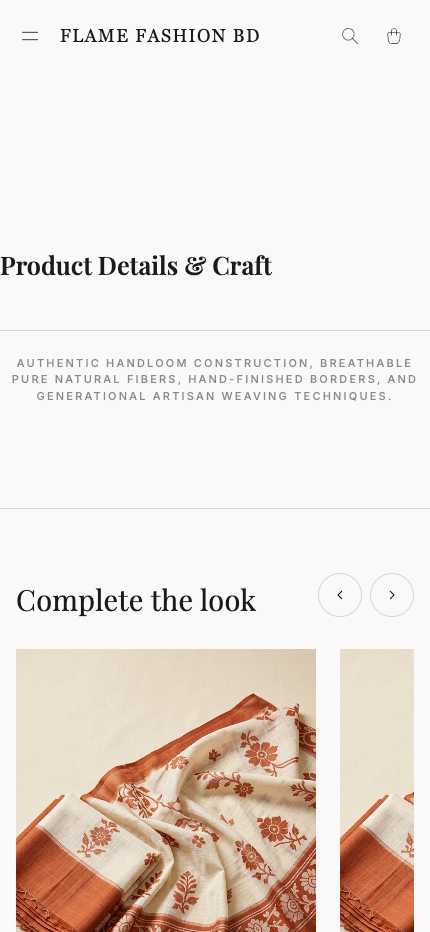 FLAME FASHION BD
Product Details & Craft
AUTHENTIC HANDLOOM CONSTRUCTION, BREATHABLE
PURE NATURAL FIBERS, HAND-FINISHED BORDERS, AND
GENERATIONAL ARTISAN WEAVING TECHNIQUES.
Complete the look